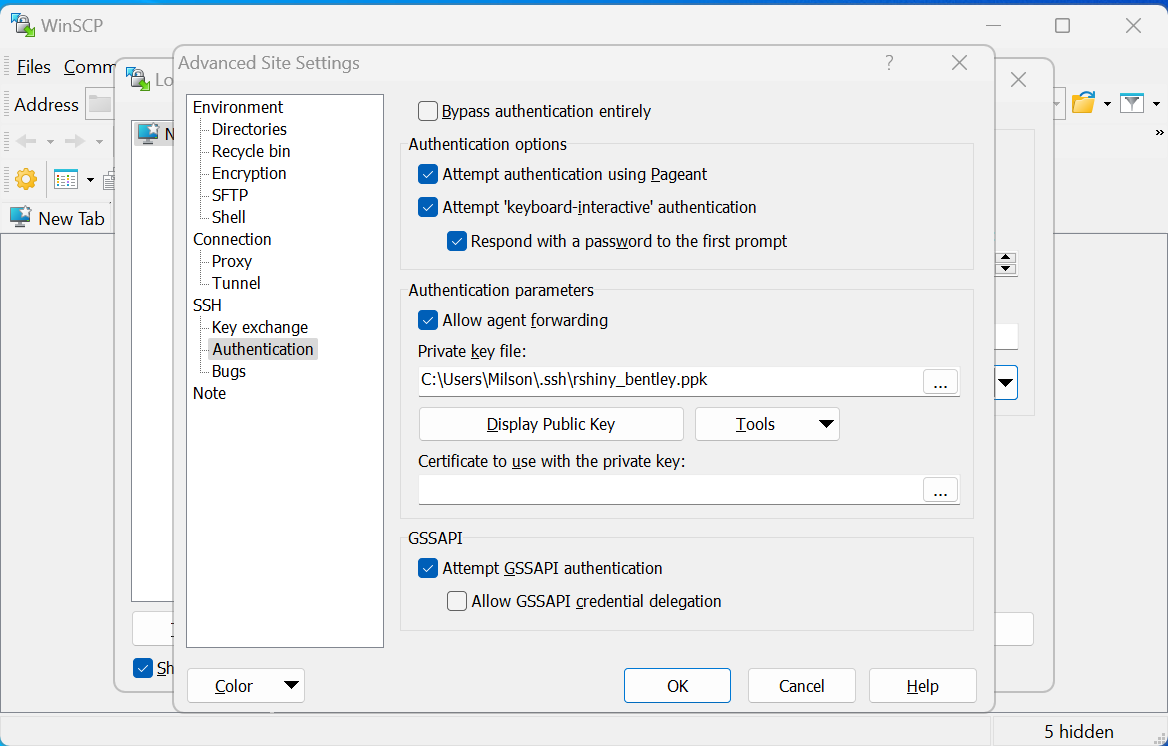 WinSCP
Files Comm
Address
New Tab
Lo
N
Sh
Advanced Site Settings ?
Environment
Directories
Recycle bin
Encryption
SFTP
Shell
Connection
Proxy
Tunnel
SSH
Key exchange
Authentication
Bugs
Note
Bypass authentication entirely
Authentication options
Attempt authentication using Pageant
Attempt 'keyboard-interactive' authentication
Respond with a password to the first prompt
Authentication parameters
Allow agent forwarding
Private key file:
C:\Users\Milson\.ssh\rshiny_bentley.ppk
...
Display Public Key
Tools
Certificate to use with the private key:
...
GSSAPI
Attempt GSSAPI authentication
Allow GSSAPI credential delegation
Color
OK
Cancel
Help
»
5 hidden